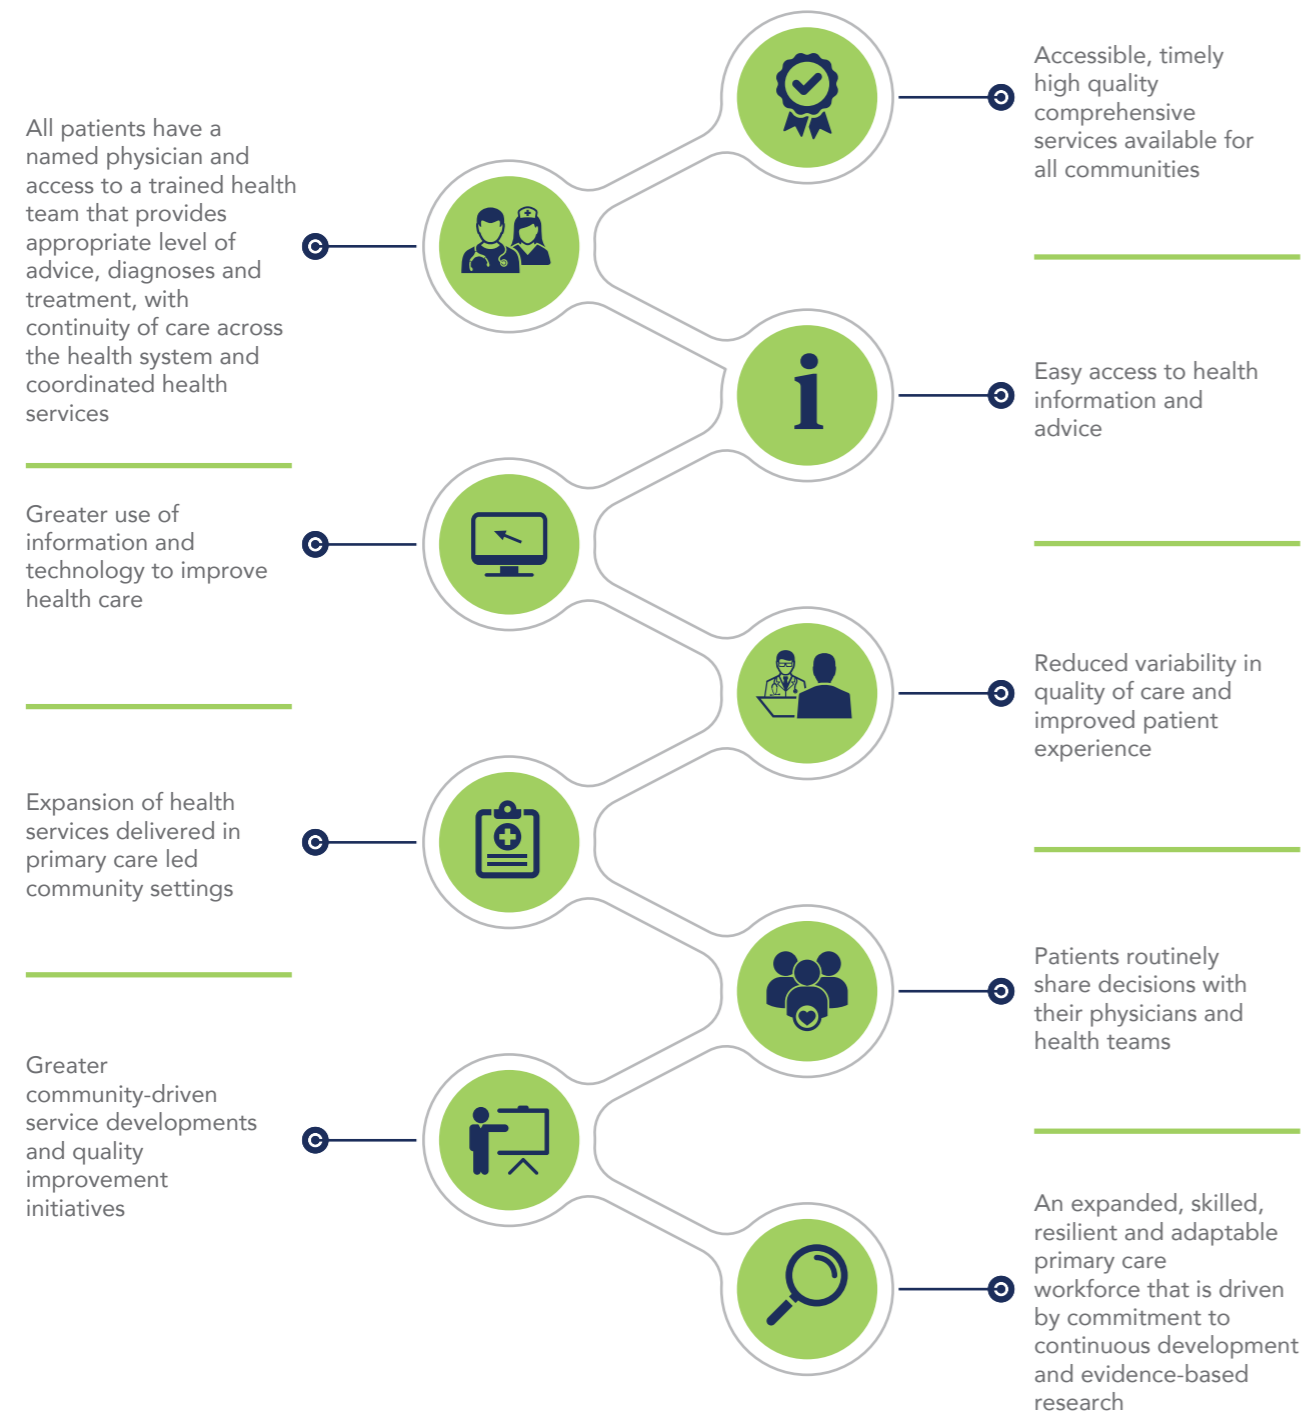 Accessible, timely
high quality
comprehensive
services available for
all communities
All patients have a
named physician and
access to a trained health
team that provides
appropriate level of
advice, diagnoses and
treatment, with
continuity of care across
the health system and
coordinated health
services
Easy access to health
information and
advice
Greater use of
information and
technology to improve
health care
Reduced variability in
quality of care and
improved patient
experience
Expansion of health
services delivered in
primary care led
community settings
Patients routinely
share decisions with
their physicians and
health teams
Greater
community-driven
service developments
and quality
improvement
initiatives
An expanded, skilled,
resilient and adaptable
primary care
workforce that is driven
by commitment to
continuous development
and evidence-based
research